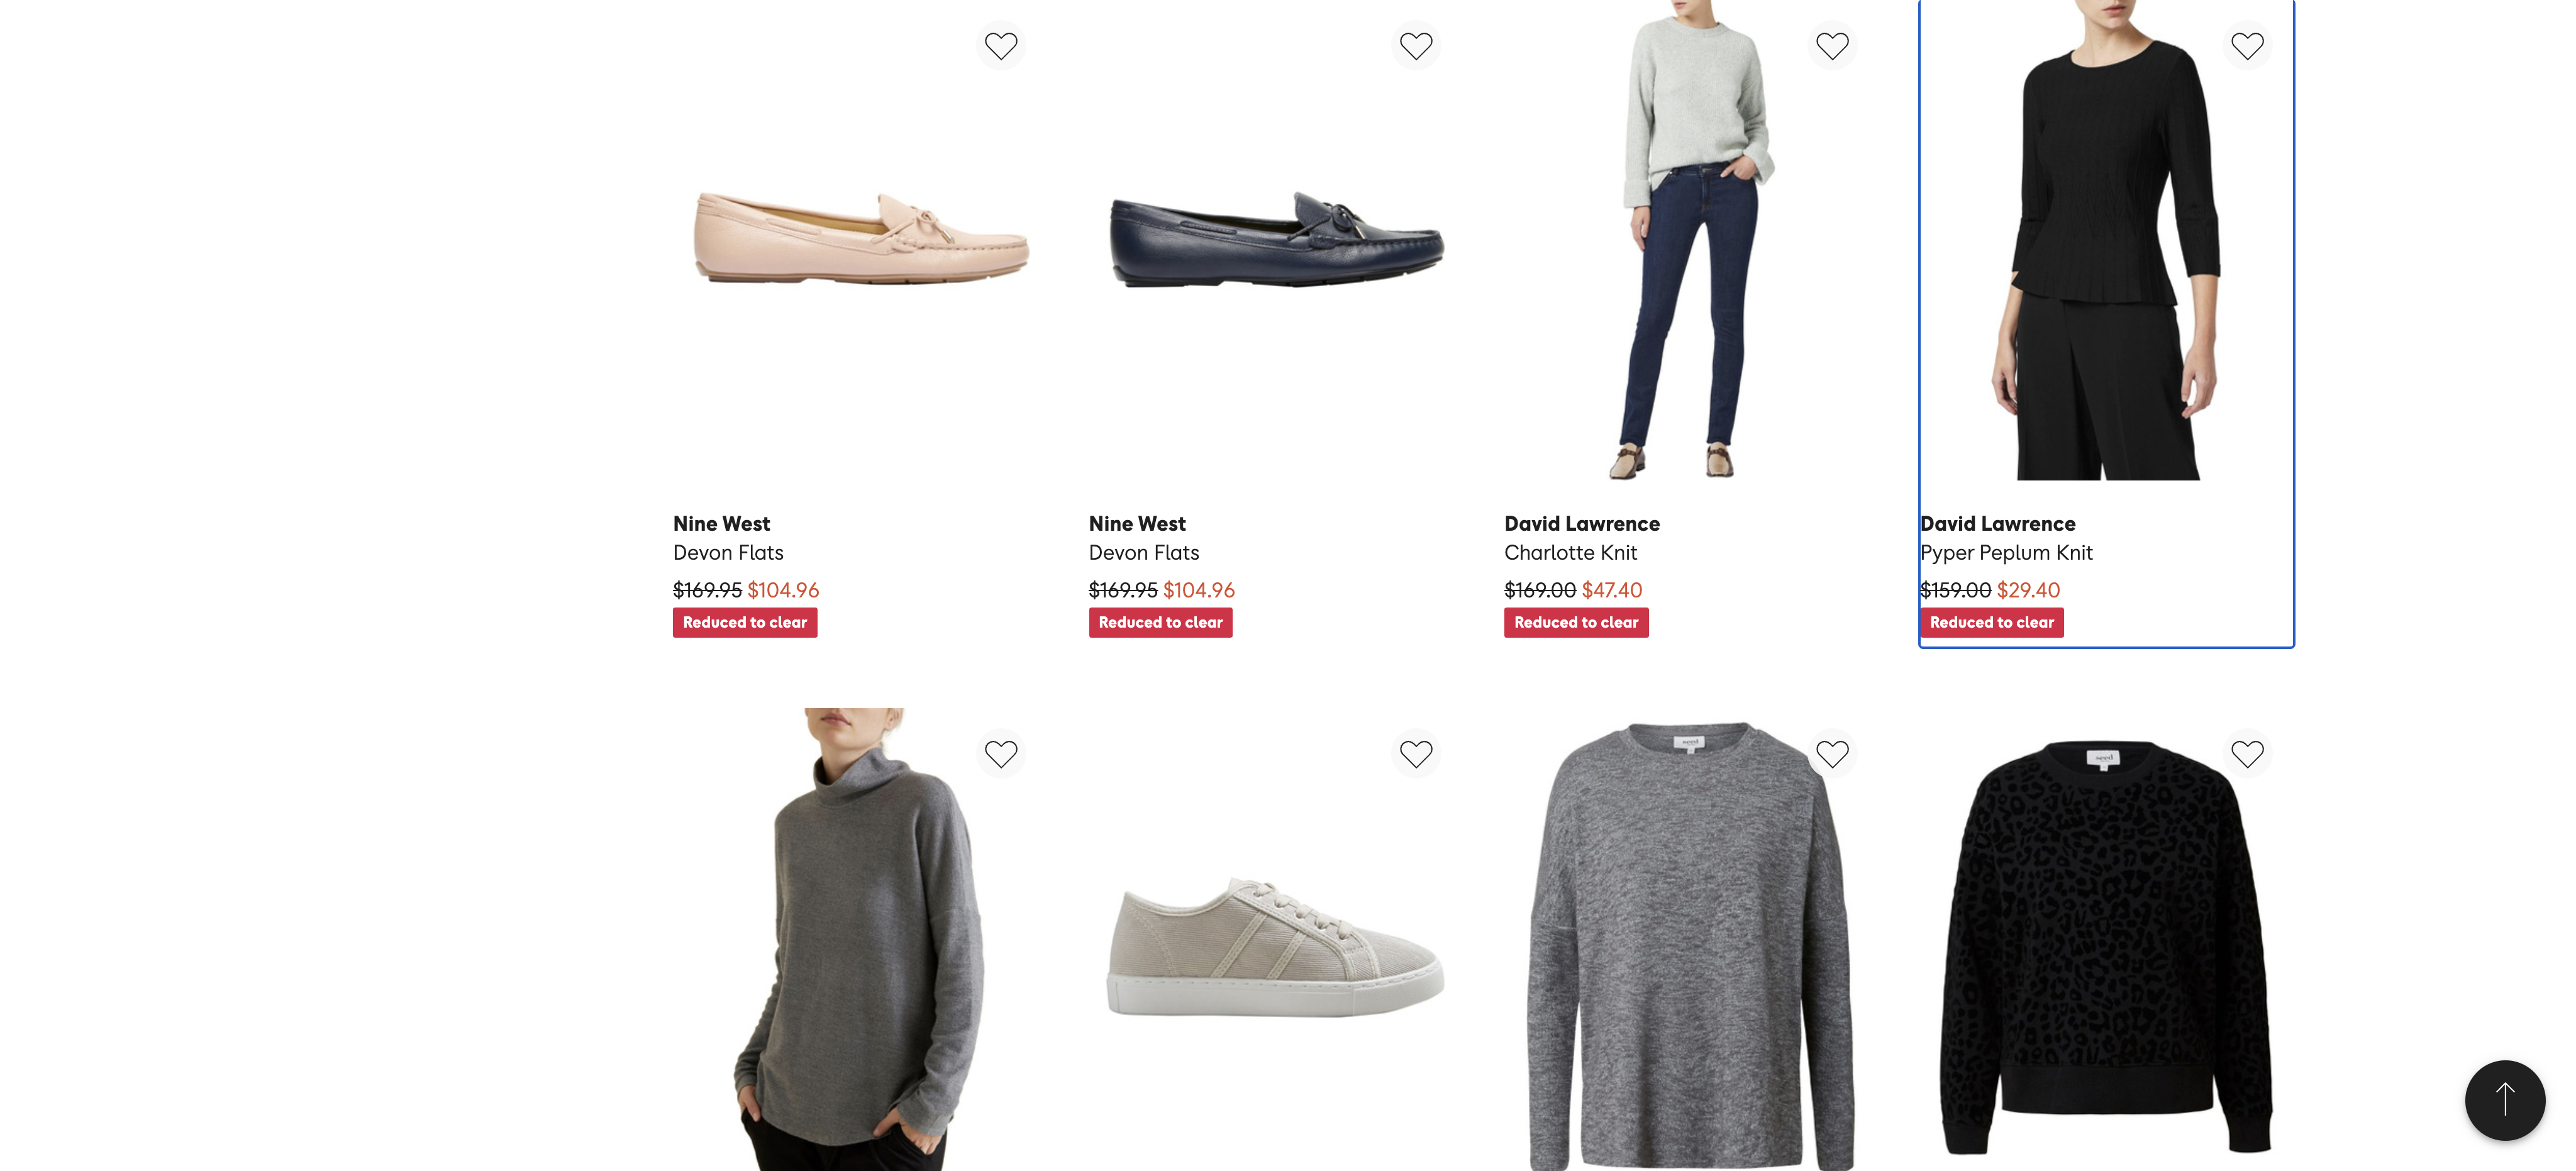 Nine West
Devon Flats
$169.95 $104.96
Reduced to clear
Nine West
Devon Flats
$169.95 $104.96
Reduced to clear
David Lawrence
Charlotte Knit
$169.00 $47.40
Reduced to clear
David Lawrence
Pyper Peplum Knit
$159.00 $29.40
Reduced to clear
seed
seed